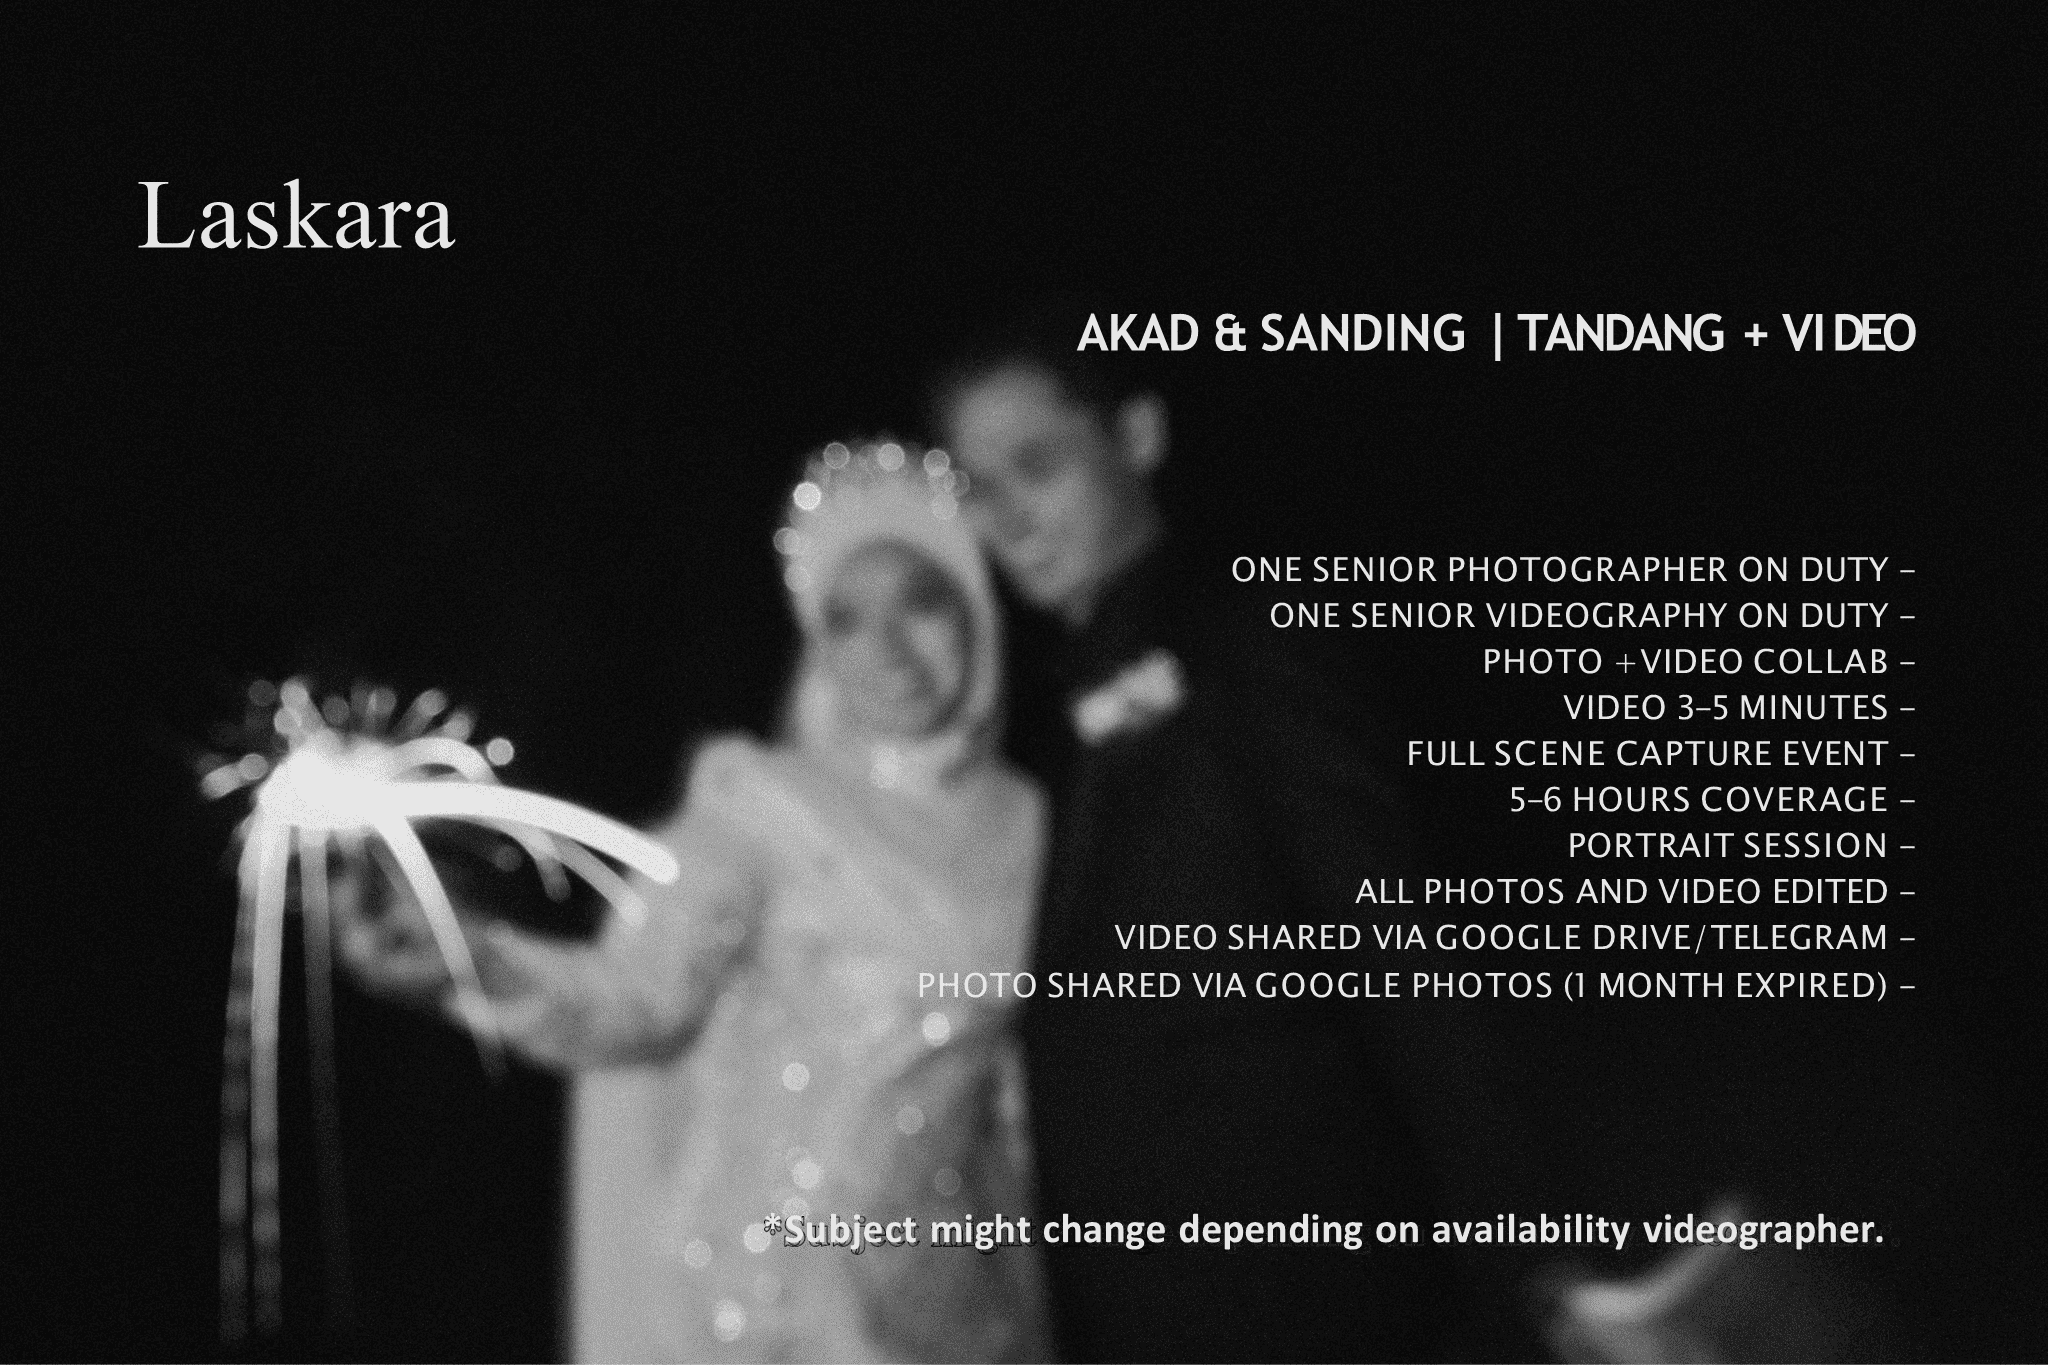 Laskara
AKAD & SANDING | TANDANG + VIDEO
ONE SENIOR PHOTOGRAPHER ON DUTY –
ONE SENIOR VIDEOGRAPHY ON DUTY –
PHOTO +VIDEO COLLAB –
VIDEO 3–5 MINUTES –
FULL SCENE CAPTURE EVENT –
5–6 HOURS COVERAGE –
PORTRAIT SESSION –
ALL PHOTOS AND VIDEO EDITED –
VIDEO SHARED VIA GOOGLE DRIVE/TELEGRAM –
PHOTO SHARED VIA GOOGLE PHOTOS (1 MONTH EXPIRED) –
*Subject might change depending on availability videographer.